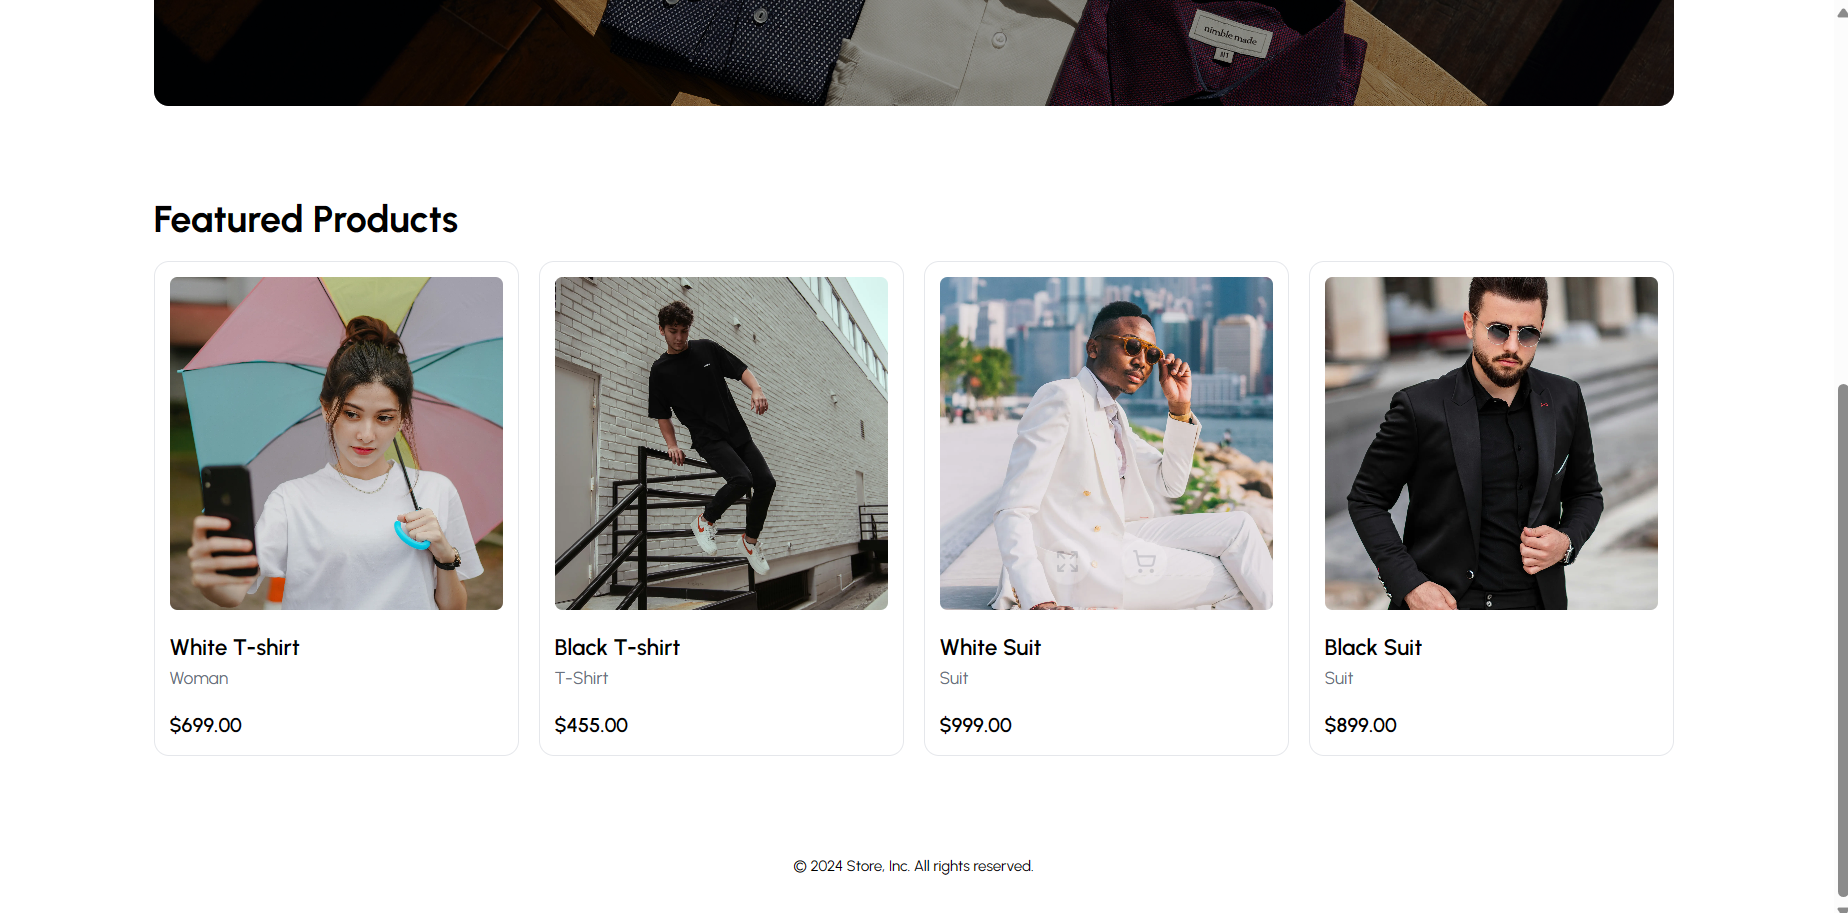 nimble made
M1
Featured Products
White T-shirt
Woman
$699.00
Black T-shirt
T-Shirt
$455.00
White Suit
Suit
$999.00
Black Suit
Suit
$899.00
© 2024 Store, Inc. All rights reserved.